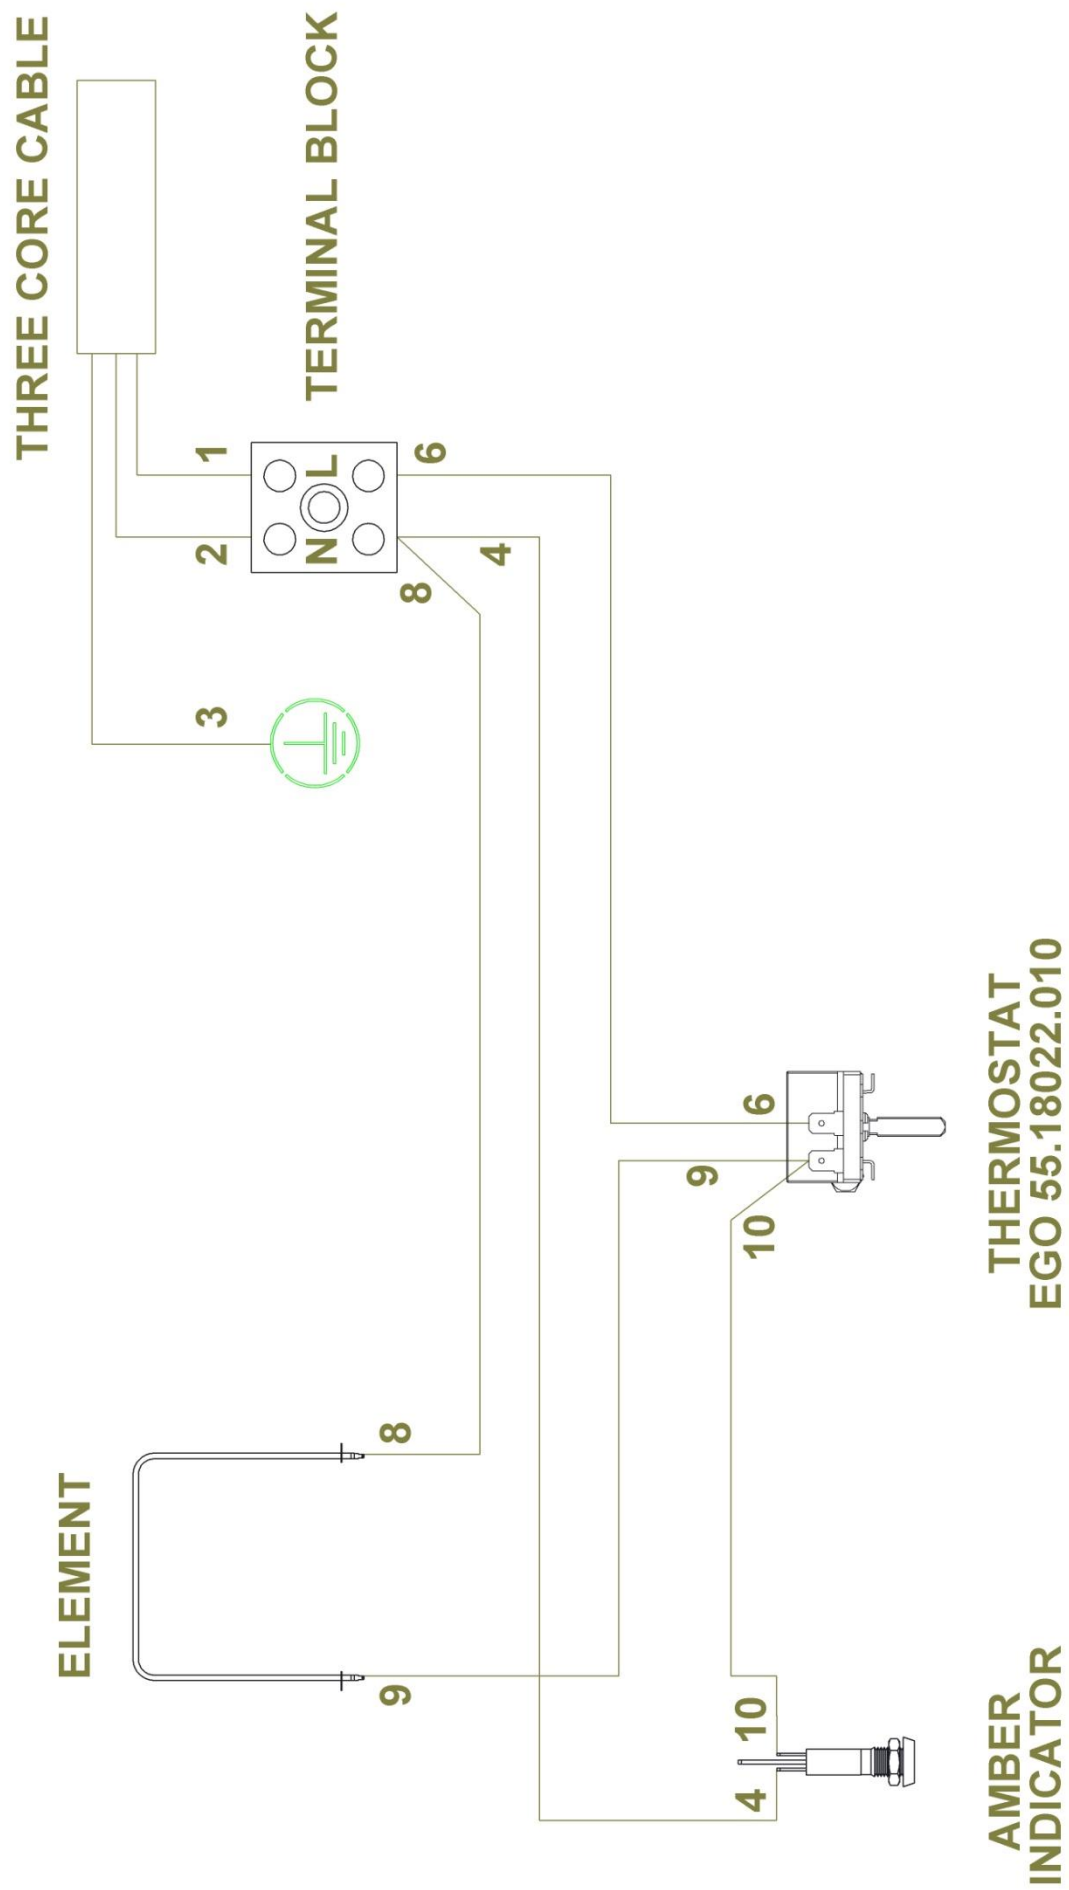 THREE CORE CABLE
TERMINAL BLOCK
1
2
L
N
6
4
8
3
ELEMENT
8
9
6
9
10
THERMOSTAT
EGO 55.18022.010
10
4
AMBER
INDICATOR